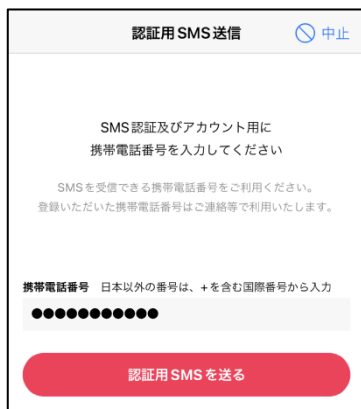 認証用SMS送信 中止
SMS認証及びアカウント用に
携帯電話番号を入力してください
SMSを受信できる携帯電話番号をご利用ください。
登録いただいた携帯電話番号はご連絡等で利用いたします。
携帯電話番号 日本以外の番号は、+を含む国際番号から入力
●●●●●●●●●●●
認証用SMSを送る